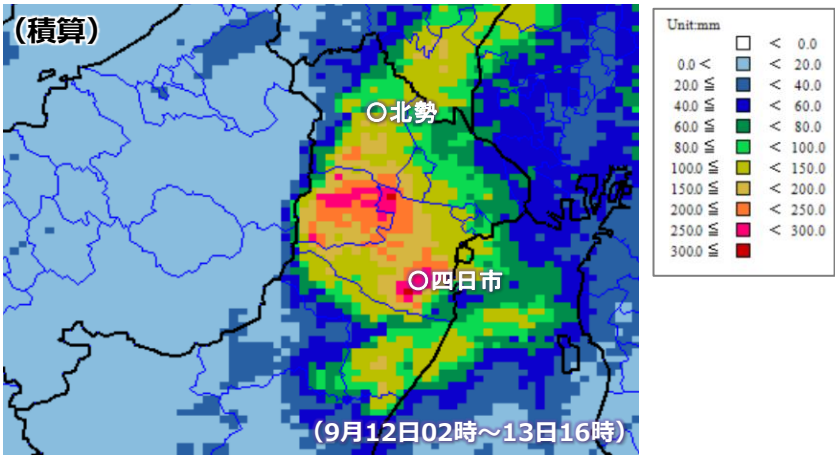 (積算)
北勢
四日市
(9月12日02時～13日16時)
Unit:mm
< 0.0
0.0 < < 20.0
20.0 ≦ < 40.0
40.0 ≦ < 60.0
60.0 ≦ < 80.0
80.0 ≦ < 100.0
100.0 ≦ < 150.0
150.0 ≦ < 200.0
200.0 ≦ < 250.0
250.0 ≦ < 300.0
300.0 ≦